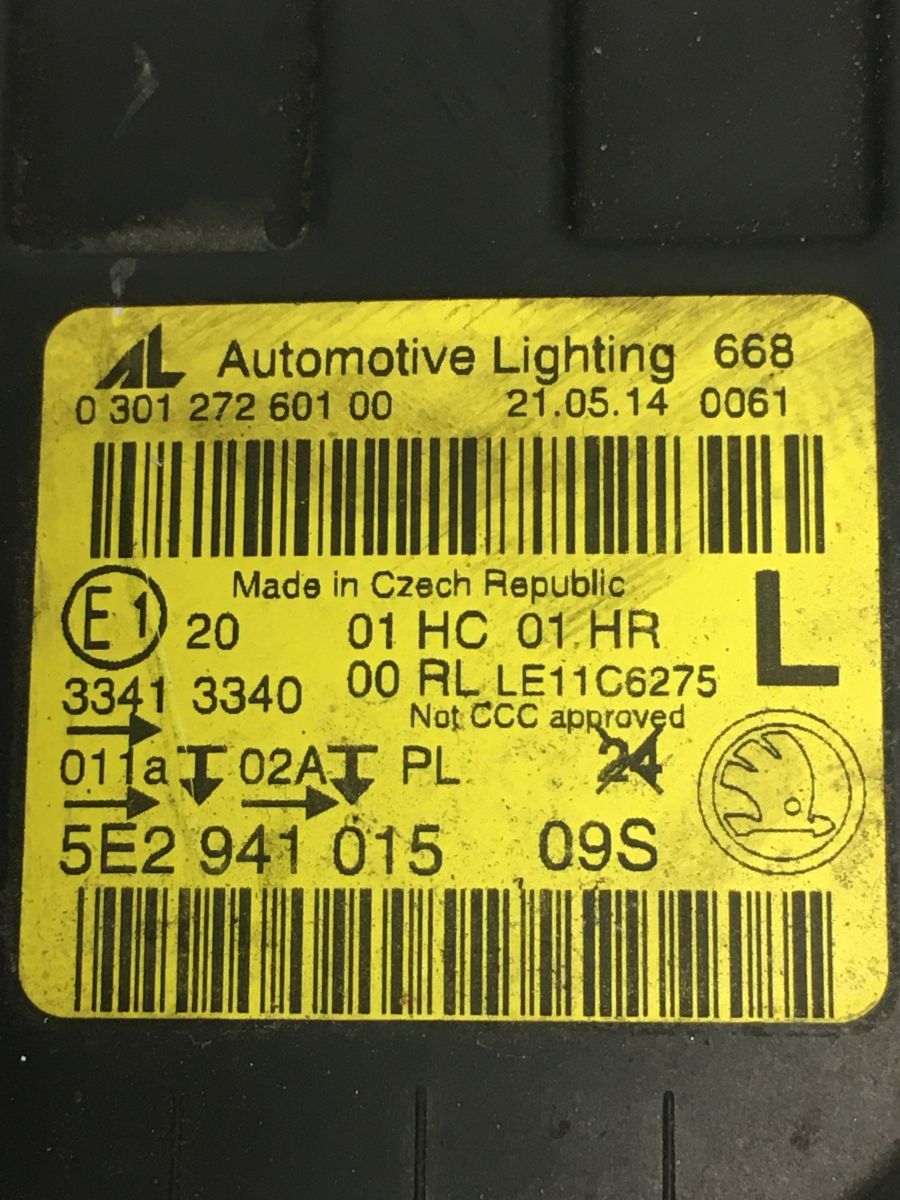 AL Automotive Lighting 668
0 301 272 601 00 21.05.14 0061
Made in Czech Republic
E1 20 01 HC 01 HR L
3341 3340 00 RL LE11C6275
Not CCC approved
011a 02A PL 24
5E2 941 015 09S